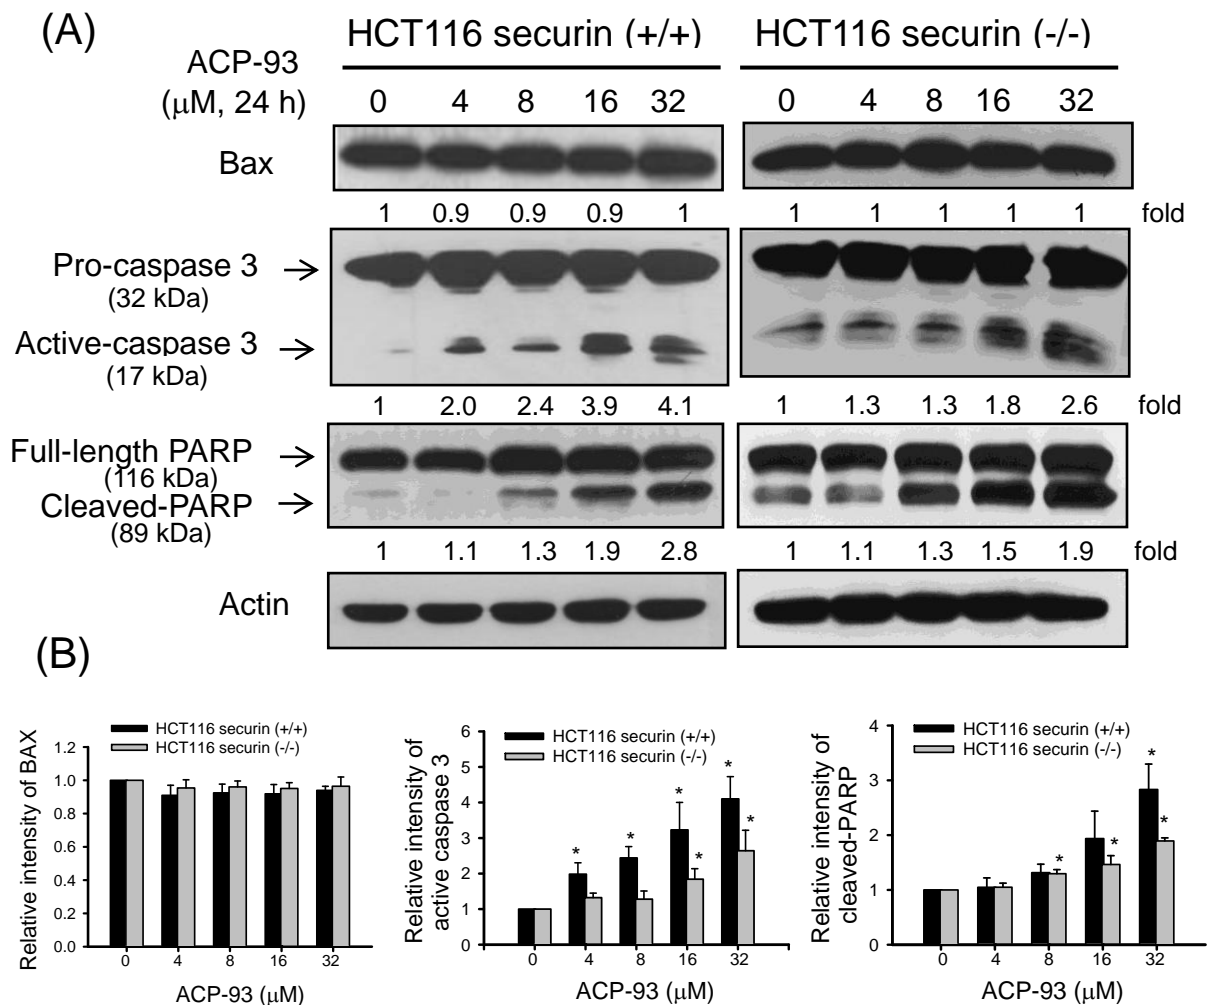 (A)
HCT116 securin (+/+) HCT116 securin (-/-)
ACP-93
(μM, 24 h) 0 4 8 16 32 0 4 8 16 32
Bax
1 0.9 0.9 0.9 1 1 1 1 1 1 fold
Pro-caspase 3
(32 kDa)
Active-caspase 3
(17 kDa)
1 2.0 2.4 3.9 4.1 1 1.3 1.3 1.8 2.6 fold
Full-length PARP
(116 kDa)
Cleaved-PARP
(89 kDa)
1 1.1 1.3 1.9 2.8 1 1.1 1.3 1.5 1.9 fold
Actin
(B)
HCT116 securin (+/+)
HCT116 securin (-/-)
Relative intensity of BAX
1.2
1.0
0.8
0.6
0.4
0.2
0.0
0 4 8 16 32
ACP-93 (μM)
HCT116 securin (+/+)
HCT116 securin (-/-)
Relative intensity of
active caspase 3
6
5
4
3
2
1
0
* * * * * *
0 4 8 16 32
ACP-93 (μM)
HCT116 securin (+/+)
HCT116 securin (-/-)
Relative intensity of
cleaved-PARP
4
3
2
1
0
* * * *
0 4 8 16 32
ACP-93 (μM)